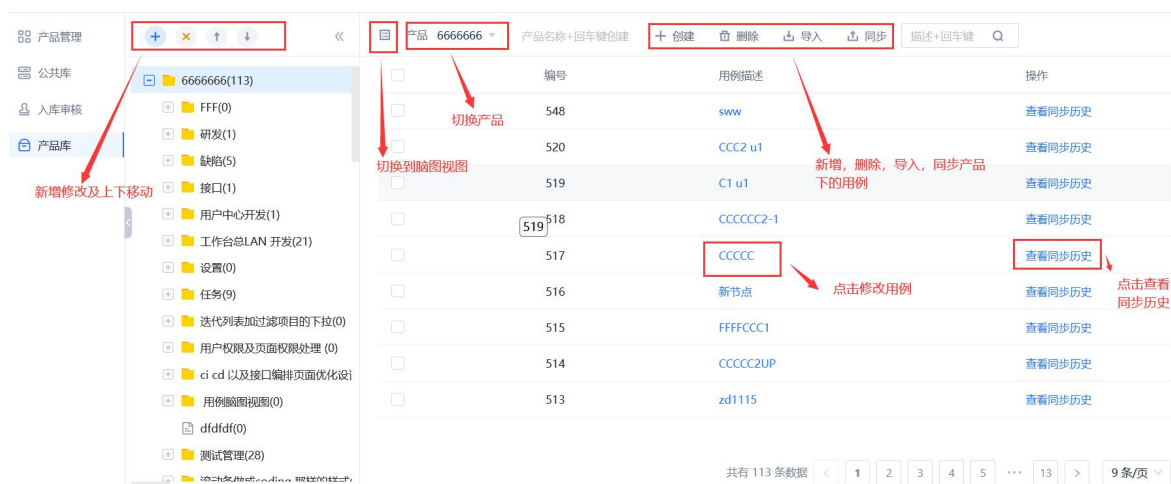 产品管理
公共库
入库审核
产品库
新增修改及上下移动
6666666(113)
FFF(0)
研发(1)
缺陷(5)
接口(1)
用户中心开发(1)
工作台总LAN 开发(21)
设置(0)
任务(9)
迭代列表加过滤项目的下拉(0)
用户权限及页面权限处理 (0)
ci cd 以及接口编排页面优化设
用例脑图视图(0)
dfdfdf(0)
测试管理(28)
产品 6666666 产品名称+回车键创建 创建 删除 导入 同步 描述+回车键
编号 用例描述 操作
548 sww 查看同步历史
520 CCC2 u1 查看同步历史
519 C1 u1 查看同步历史
518 CCCCCC2-1 查看同步历史
517 CCCCC 查看同步历史
516 新节点 查看同步历史
515 FFFFCCC1 查看同步历史
514 CCCCC2UP 查看同步历史
513 zd1115 查看同步历史
519
切换产品
切换到脑图视图
新增，删除，导入，同步产品
下的用例
点击修改用例
点击查看
同步历史
共有 113 条数据 < 1 2 3 4 5 ••• 13 > 9 条/页